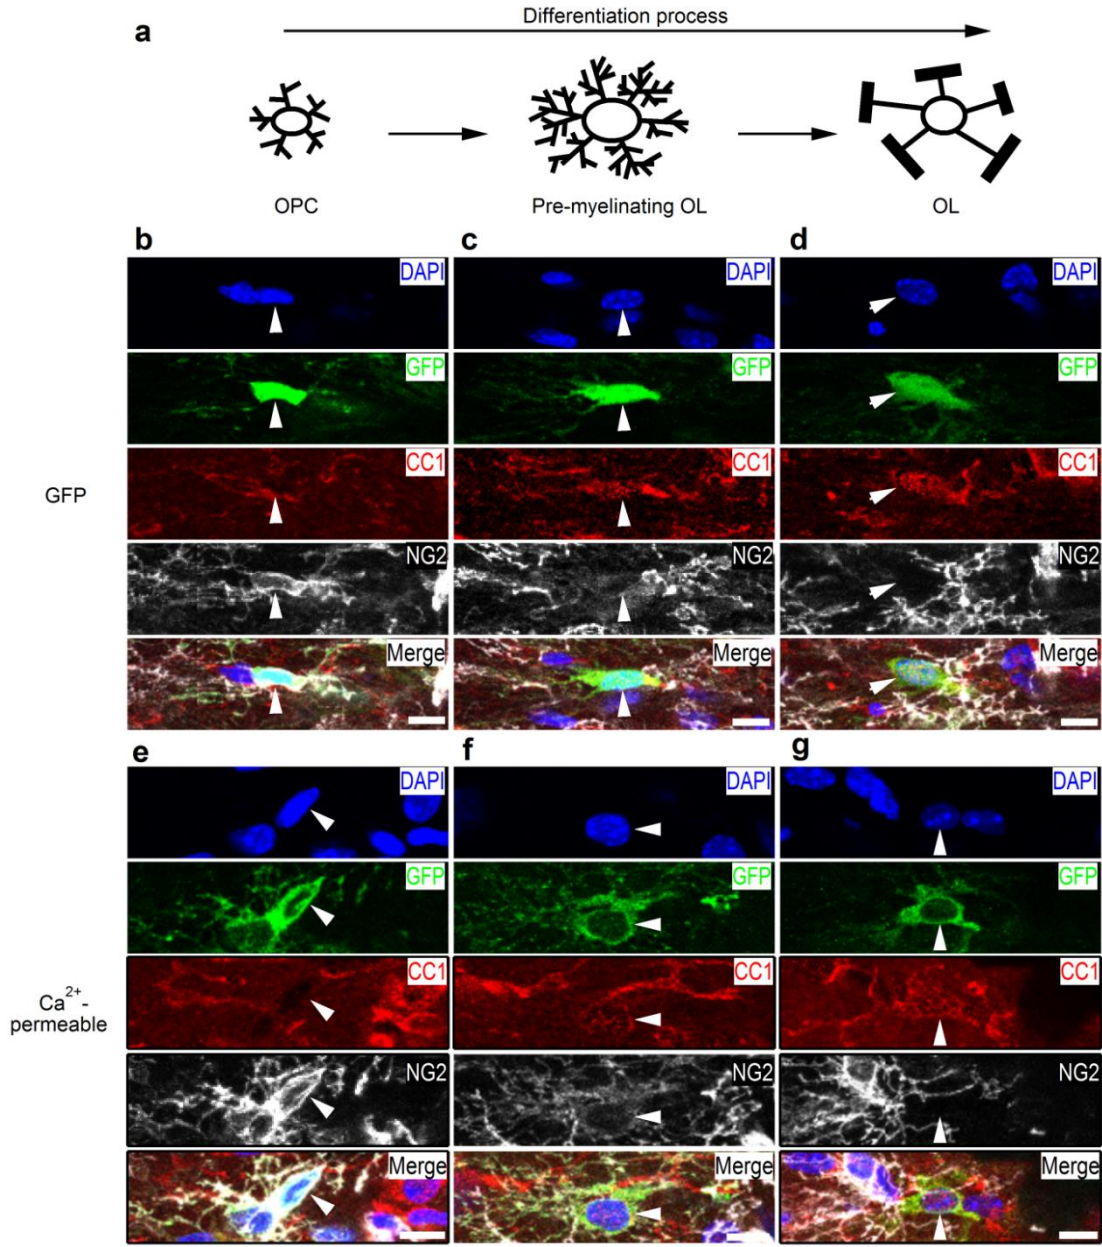 Differentiation process
a
OPC
Pre-myelinating OL
OL
b
c
d
DAPI
DAPI
DAPI
GFP
GFP
GFP
GFP
CC1
CC1
CC1
NG2
NG2
NG2
Merge
Merge
Merge
e
f
g
DAPI
DAPI
DAPI
GFP
GFP
GFP
Ca²⁺-
permeable
CC1
CC1
CC1
NG2
NG2
NG2
Merge
Merge
Merge